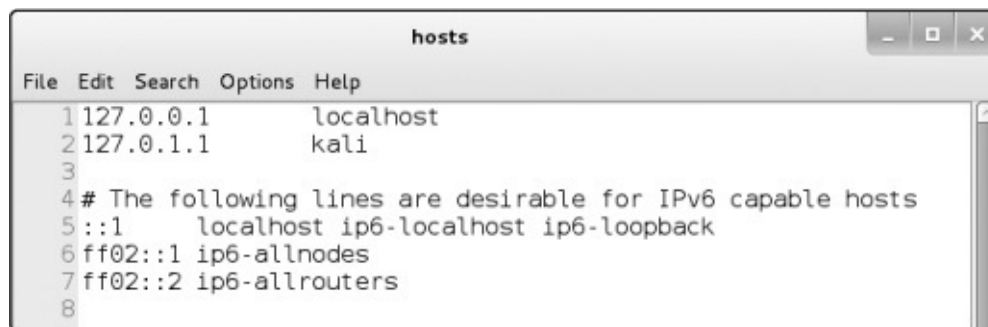 hosts
File Edit Search Options Help
1 127.0.0.1 localhost
2 127.0.1.1 kali
3
4 # The following lines are desirable for IPv6 capable hosts
5 ::1 localhost ip6-localhost ip6-loopback
6 ff02::1 ip6-allnodes
7 ff02::2 ip6-allrouters
8